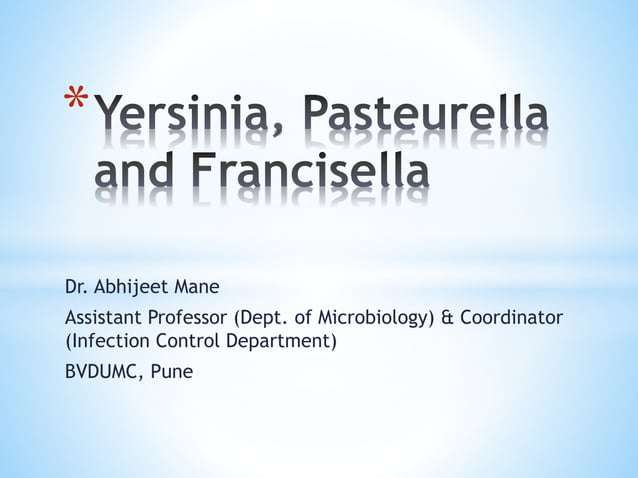 * Yersinia, Pasteurella
and Francisella
Dr. Abhijeet Mane
Assistant Professor (Dept. of Microbiology) & Coordinator
(Infection Control Department)
BVDUMC, Pune